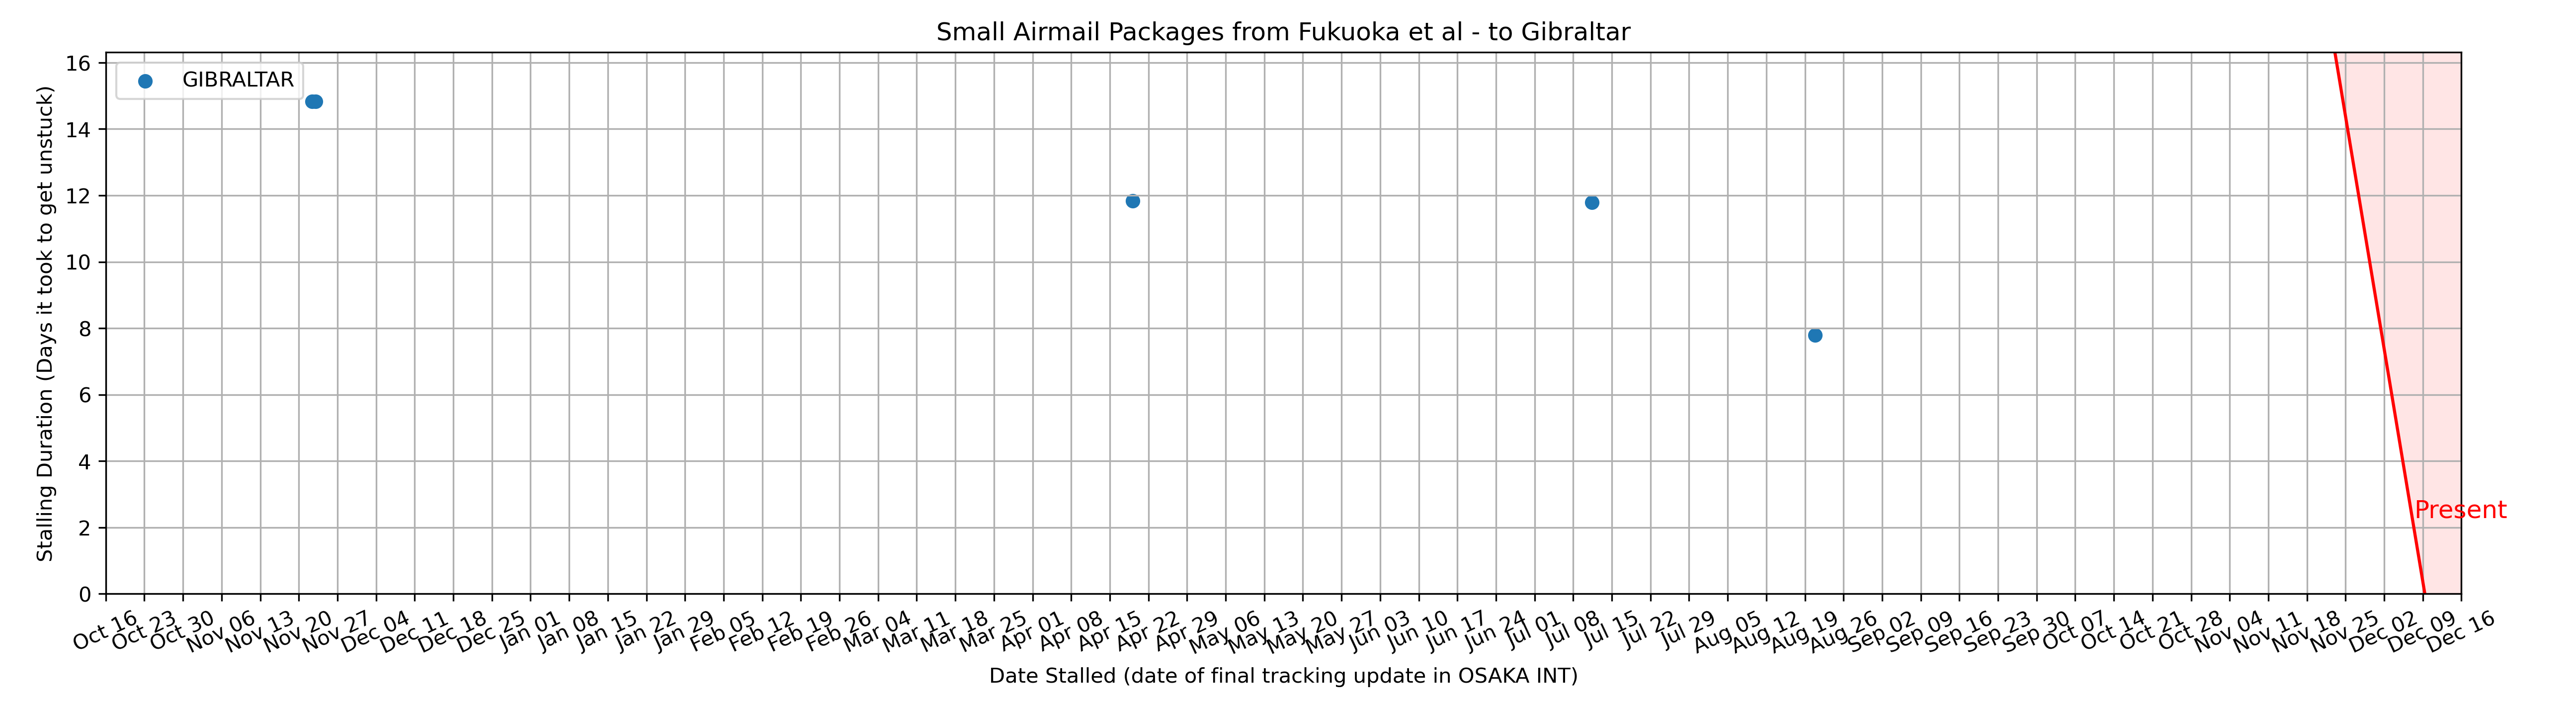 Small Airmail Packages from Fukuoka et al - to Gibraltar
GIBRALTAR
Stalling Duration (Days it took to get unstuck)
16
14
12
10
8
6
4
2
0
Present
Oct 16 Oct 23 Oct 30 Nov 06 Nov 13 Nov 20 Nov 27 Dec 04 Dec 11 Dec 18 Dec 25 Jan 01 Jan 08 Jan 15 Jan 22 Jan 29 Feb 05 Feb 12 Feb 19 Feb 26 Mar 04 Mar 11 Mar 18 Mar 25 Apr 01 Apr 08 Apr 15 Apr 22 Apr 29 May 06 May 13 May 20 May 27 Jun 03 Jun 10 Jun 17 Jun 24 Jul 01 Jul 08 Jul 15 Jul 22 Jul 29 Aug 05 Aug 12 Aug 19 Aug 26 Sep 02 Sep 09 Sep 16 Sep 23 Sep 30 Oct 07 Oct 14 Oct 21 Oct 28 Nov 04 Nov 11 Nov 18 Nov 25 Dec 02 Dec 09 Dec 16
Date Stalled (date of final tracking update in OSAKA INT)